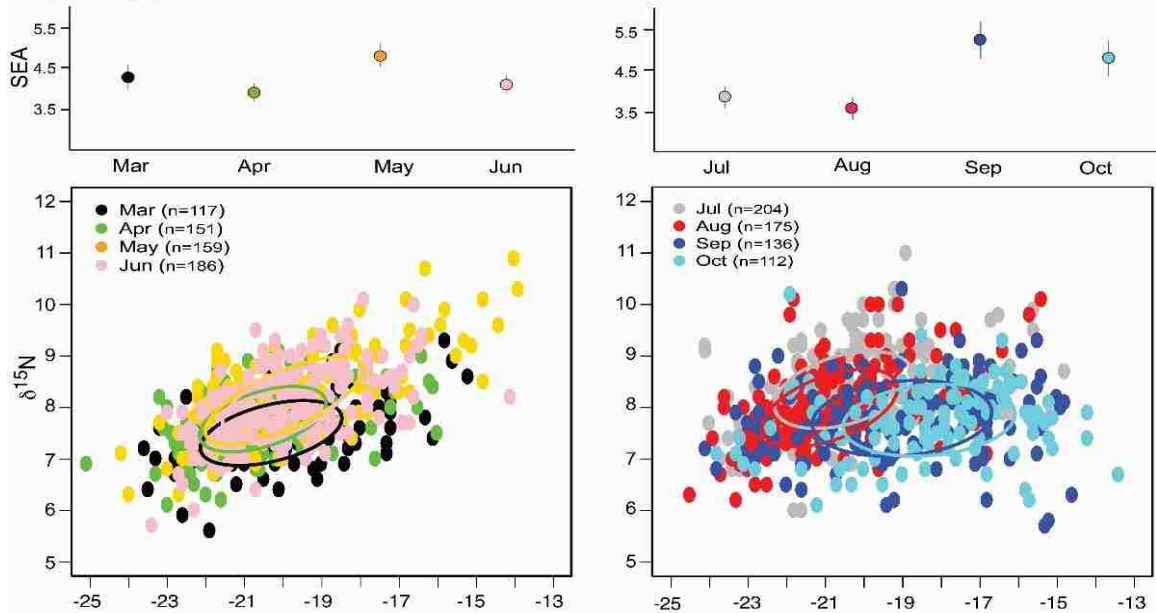 SEA
5.5
4.5
3.5
Mar Apr May Jun
5.5
4.5
3.5
Jul Aug Sep Oct
δ¹⁵N
12
11
10
9
8
7
6
5
Mar (n=117)
Apr (n=151)
May (n=159)
Jun (n=186)
-25 -23 -21 -19 -17 -15 -13
12
11
10
9
8
7
6
5
Jul (n=204)
Aug (n=175)
Sep (n=136)
Oct (n=112)
-25 -23 -21 -19 -17 -15 -13